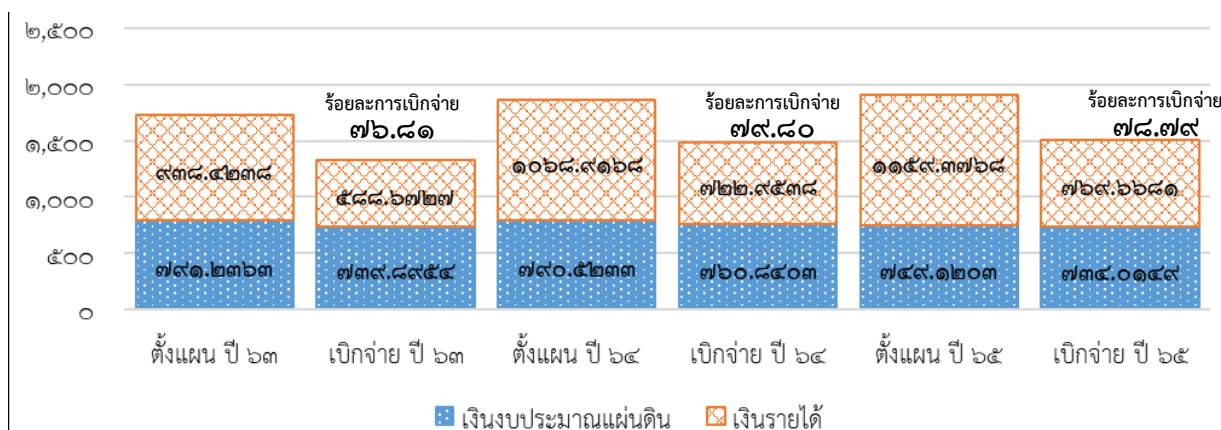 ๒,๕๐๐
๒,๐๐๐
๑,๕๐๐
๑,๐๐๐
๕๐๐
๐
ร้อยละการเบิกจ่าย
๗๖.๘๑
ร้อยละการเบิกจ่าย
๗๙.๘๐
ร้อยละการเบิกจ่าย
๗๘.๗๙
๙๓๘.๔๒๓๘
๕๘๘.๖๗๒๗
๑๐๖๘.๙๑๖๘
๗๒๒.๙๕๓๘
๑๑๕๙.๓๗๖๘
๗๖๙.๖๖๘๑
๗๙๑.๒๓๖๓
๗๓๙.๘๙๕๔
๗๙๐.๕๒๓๓
๗๖๐.๘๔๐๓
๗๔๙.๑๒๐๓
๗๓๔.๐๑๔๙
ตั้งแผน ปี ๖๓
เบิกจ่าย ปี ๖๓
ตั้งแผน ปี ๖๔
เบิกจ่าย ปี ๖๔
ตั้งแผน ปี ๖๕
เบิกจ่าย ปี ๖๕
เงินงบประมาณแผ่นดิน
เงินรายได้